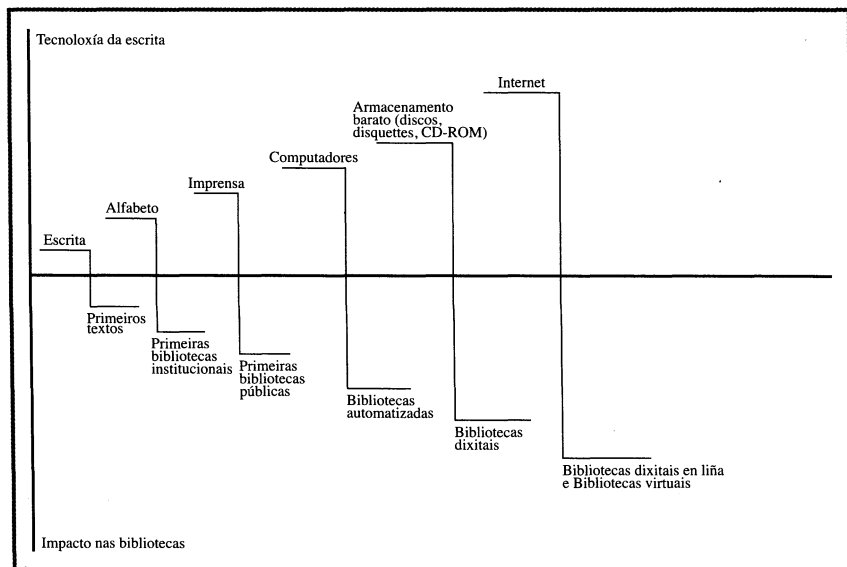 Tecnoloxía da escrita
Internet
Armacenamento
barato (discos,
disquettes, CD-ROM)
Computadores
Imprensa
Alfabeto
Escrita
Primeiros
textos
Primeiras
bibliotecas
institucionais
Primeiras
bibliotecas
públicas
Bibliotecas
automatizadas
Bibliotecas
dixitais
Bibliotecas dixitais en liña
e Bibliotecas virtuais
Impacto nas bibliotecas